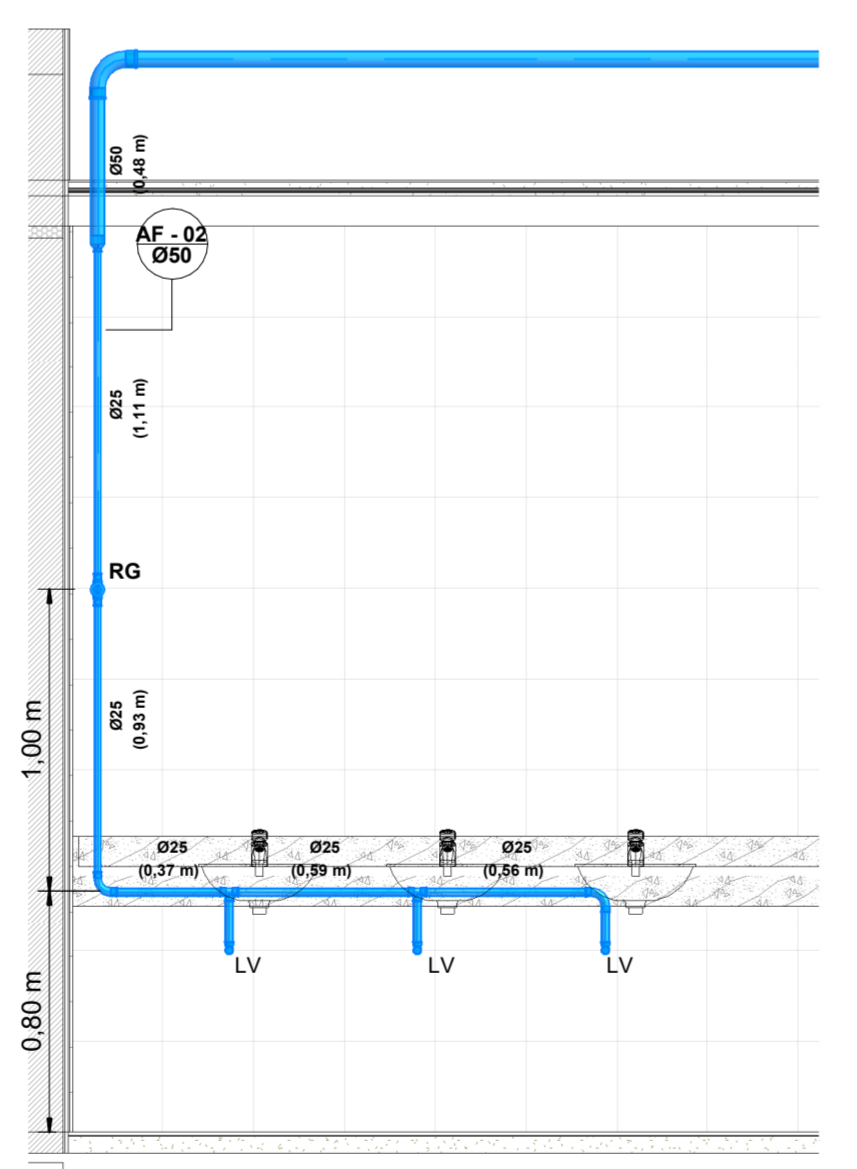 Ø50
(0,48 m)
AF - 02
Ø50
Ø25
(1,11 m)
RG
Ø25
(0,93 m)
1,00 m
Ø25
(0,37 m)
Ø25
(0,59 m)
Ø25
(0,56 m)
LV
LV
LV
0,80 m